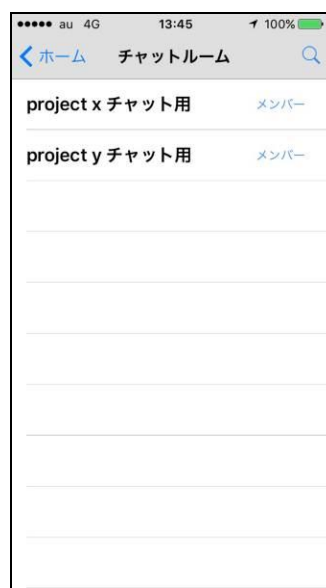 au 4G 13:45 100%
ホーム チャットルーム
project x チャット用 メンバー
project y チャット用 メンバー